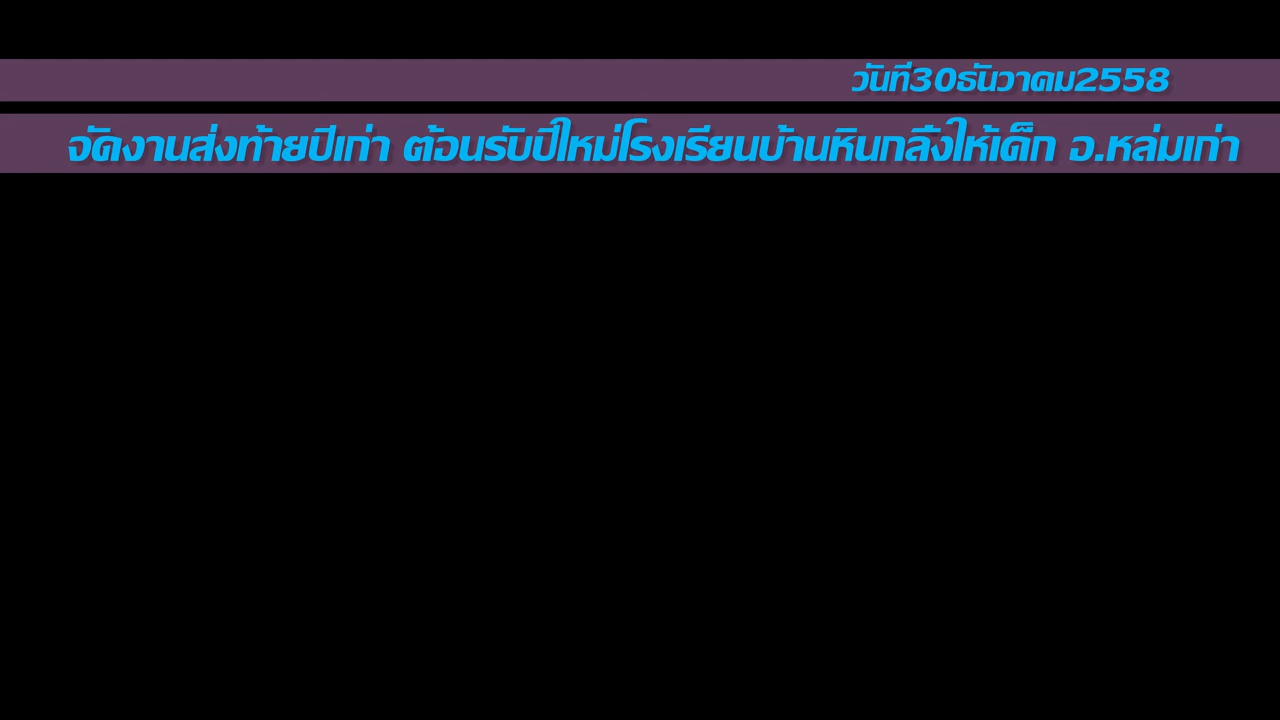 วันที่30ธันวาคม2558
จัดงานส่งท้ายปีเก่า ต้อนรับปีใหม่โรงเรียนบ้านหินกลิ้งให้เด็ก อ.หล่มเก่า